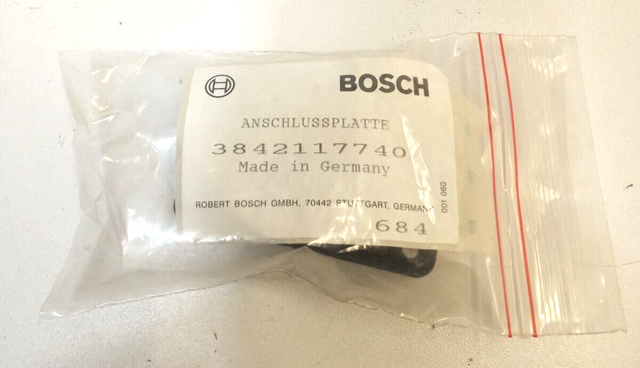 BOSCH
ANSCHLUSSPLATTE
3842117740
Made in Germany
ROBERT BOSCH GMBH, 70442 STUTTGART, GERMANY
001 060
684